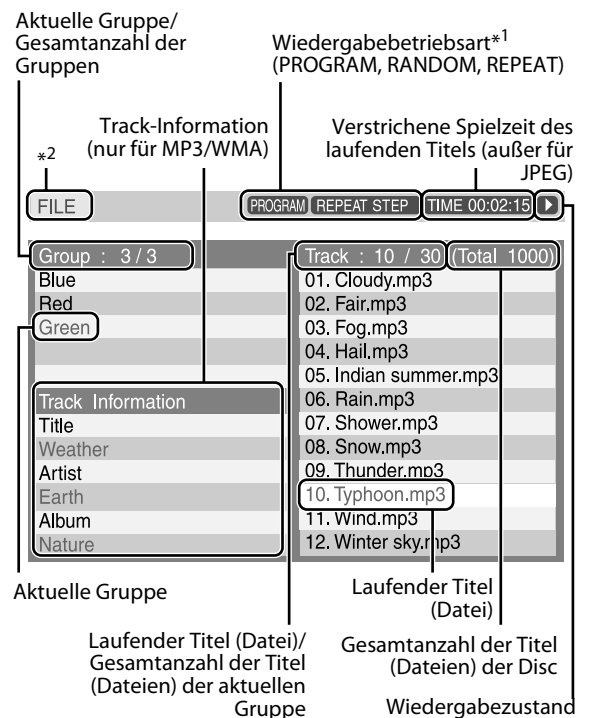 Aktuelle Gruppe/
Gesamtanzahl der
Gruppen
Wiedergabebetriebsart*1
(PROGRAM, RANDOM, REPEAT)
Track-Information
(nur für MP3/WMA)
Verstrichene Spielzeit des
laufenden Titels (außer für
JPEG)
*2
FILE
PROGRAM REPEAT STEP TIME 00:02:15
Group : 3 / 3
Blue
Red
Green
Track Information
Title
Weather
Artist
Earth
Album
Nature
Track : 10 / 30 (Total 1000)
01. Cloudy.mp3
02. Fair.mp3
03. Fog.mp3
04. Hail.mp3
05. Indian summer.mp3
06. Rain.mp3
07. Shower.mp3
08. Snow.mp3
09. Thunder.mp3
10. Typhoon.mp3
11. Wind.mp3
12. Winter sky.mp3
Aktuelle Gruppe
Laufender Titel
(Datei)
Laufender Titel (Datei)/
Gesamtanzahl der Titel
(Dateien) der aktuellen
Gruppe
Gesamtanzahl der Titel
(Dateien) der Disc
Wiedergabezustand